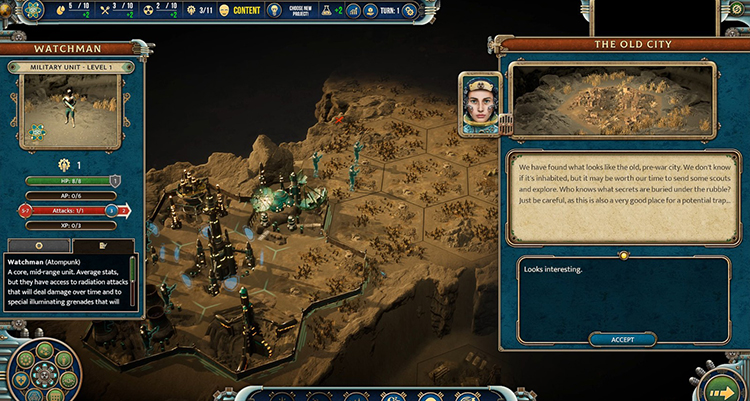 5 / 10
+2
3 / 10
+2
2 / 10
+2
3/11
CONTENT
CHOOSE NEW
PROJECT!
+2
TURN: 1
WATCHMAN
MILITARY UNIT - LEVEL 1
1
HP: 8/8
1
AP: 0/6
Attacks: 1/1
XP: 0/3
Watchman (Atompunk)
A core, mid-range unit. Average stats,
but they have access to radiation attacks
that will deal damage over time and to
special illuminating grenades that will
THE OLD CITY
We have found what looks like the old, pre-war city. We don't know
if it's inhabited, but it may be worth our time to send some scouts
and explore. Who knows what secrets are buried under the rubble?
Just be careful, as this is also a very good place for a potential trap..
Looks interesting.
ACCEPT